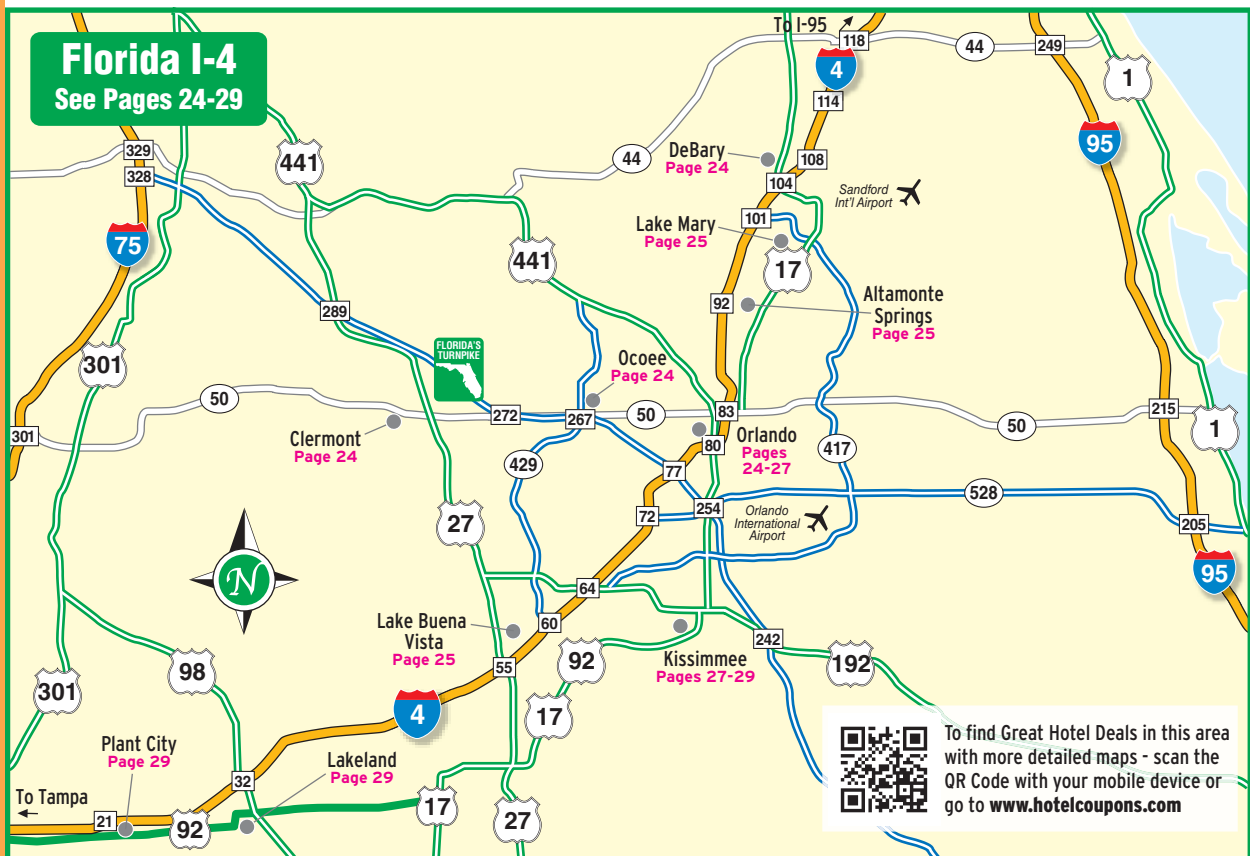 Florida I-4
See Pages 24-29
To I-95
118
4
44
249
1
114
95
329
328
441
44
DeBary
Page 24
108
104
Sandford
Int'l Airport
101
Lake Mary
Page 25
75
441
17
92
Altamonte
Springs
Page 25
289
FLORIDA'S
TURNPIKE
301
Ocoee
Page 24
50
272
267
50
83
215
301
Clermont
Page 24
80
Orlando
Pages
24-27
417
50
1
429
77
528
27
72
254
Orlando
International
Airport
205
95
N
64
Lake Buena
Vista
Page 25
60
242
55
92
Kissimmee
Pages 27-29
192
98
301
4
17
Plant City
Page 29
Lakeland
Page 29
32
To Tampa
21
92
17
27
To find Great Hotel Deals in this area
with more detailed maps - scan the
QR Code with your mobile device or
go to www.hotelcoupons.com